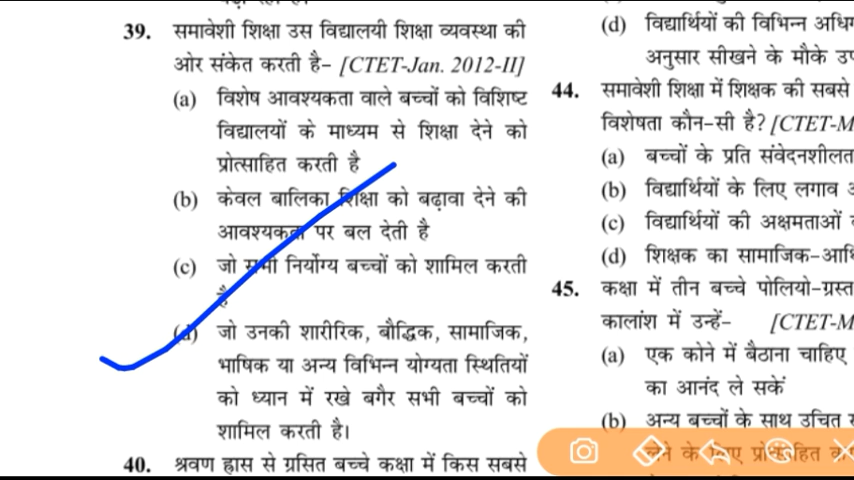 39. समावेशी शिक्षा उस विद्यालयी शिक्षा व्यवस्था की
ओर संकेत करती है– [CTET-Jan. 2012-II]
(a) विशेष आवश्यकता वाले बच्चों को विशिष्ट
विद्यालयों के माध्यम से शिक्षा देने को
प्रोत्साहित करती है
(b) केवल बालिका शिक्षा को बढ़ावा देने की
आवश्यकता पर बल देती है
(c) जो सभी निर्योग्य बच्चों को शामिल करती
है
(d) जो उनकी शारीरिक, बौद्धिक, सामाजिक,
भाषिक या अन्य विभिन्न योग्यता स्थितियों
को ध्यान में रखे बगैर सभी बच्चों को
शामिल करती है।
40. श्रवण ह्रास से ग्रसित बच्चे कक्षा में किस सबसे
(d) विद्यार्थियों की विभिन्न
अनुसार सीखने के मौके
44. समावेशी शिक्षा में शिक्षक की सबसे
विशेषता कौन-सी है? [CTET-M
(a) बच्चों के प्रति
(b) विद्यार्थियों के लिए लगाव
(c) विद्यार्थियों की अक्षमताओं
(d) शिक्षक का सामाजिक-
45. कक्षा में तीन बच्चे पोलियो-ग्रस्त
कालांश में उन्हें– [CTET-M
(a) एक कोने में बैठाना चाहिए
का आनंद ले सकें
(b) अन्य बच्चों के साथ उचित
लेने के लिए प्रोत्साहित